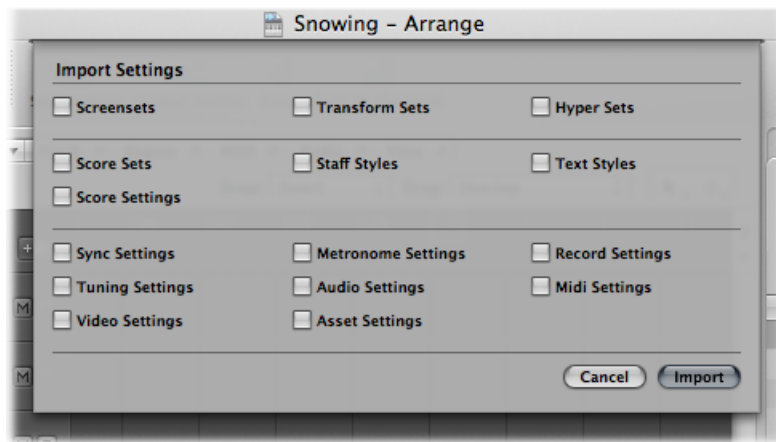 Snowing – Arrange
Import Settings
Screensets Transform Sets Hyper Sets
Score Sets Staff Styles Text Styles
Score Settings
Sync Settings Metronome Settings Record Settings
Tuning Settings Audio Settings Midi Settings
Video Settings Asset Settings
Cancel Import
M
M